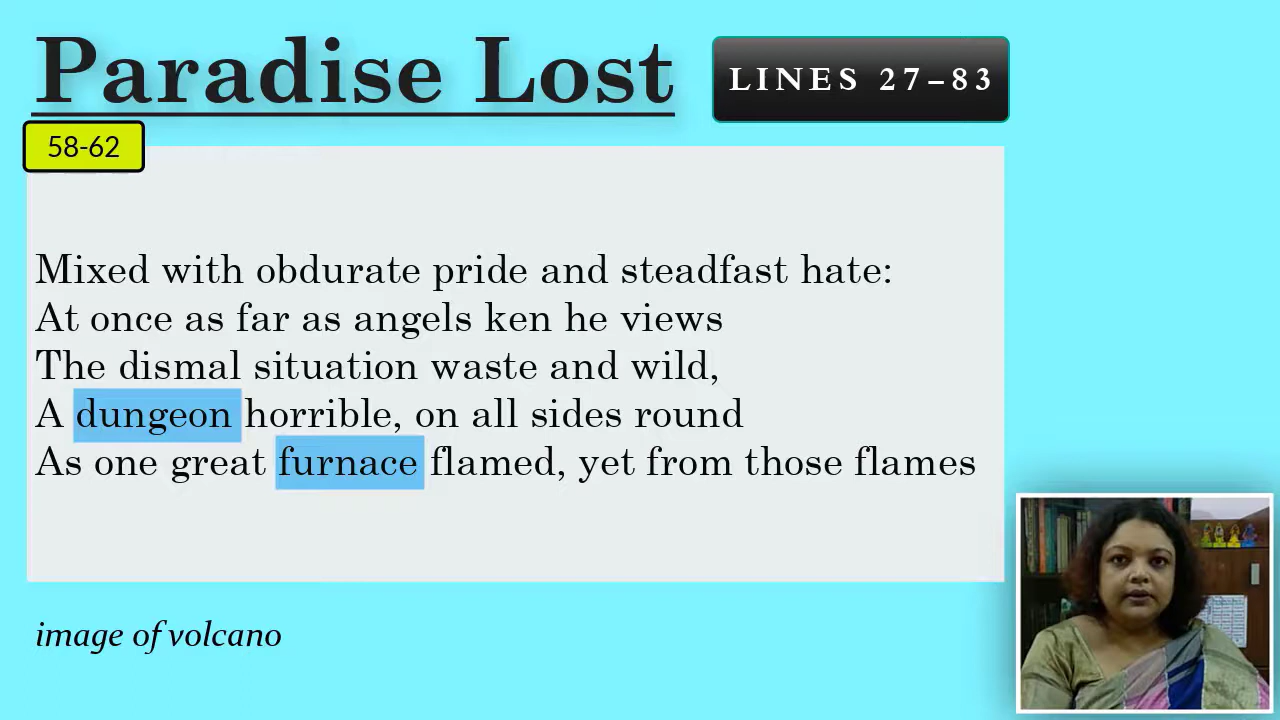 Paradise Lost
LINES 27–83
58-62
Mixed with obdurate pride and steadfast hate:
At once as far as angels ken he views
The dismal situation waste and wild,
A dungeon horrible, on all sides round
As one great furnace flamed, yet from those flames
image of volcano